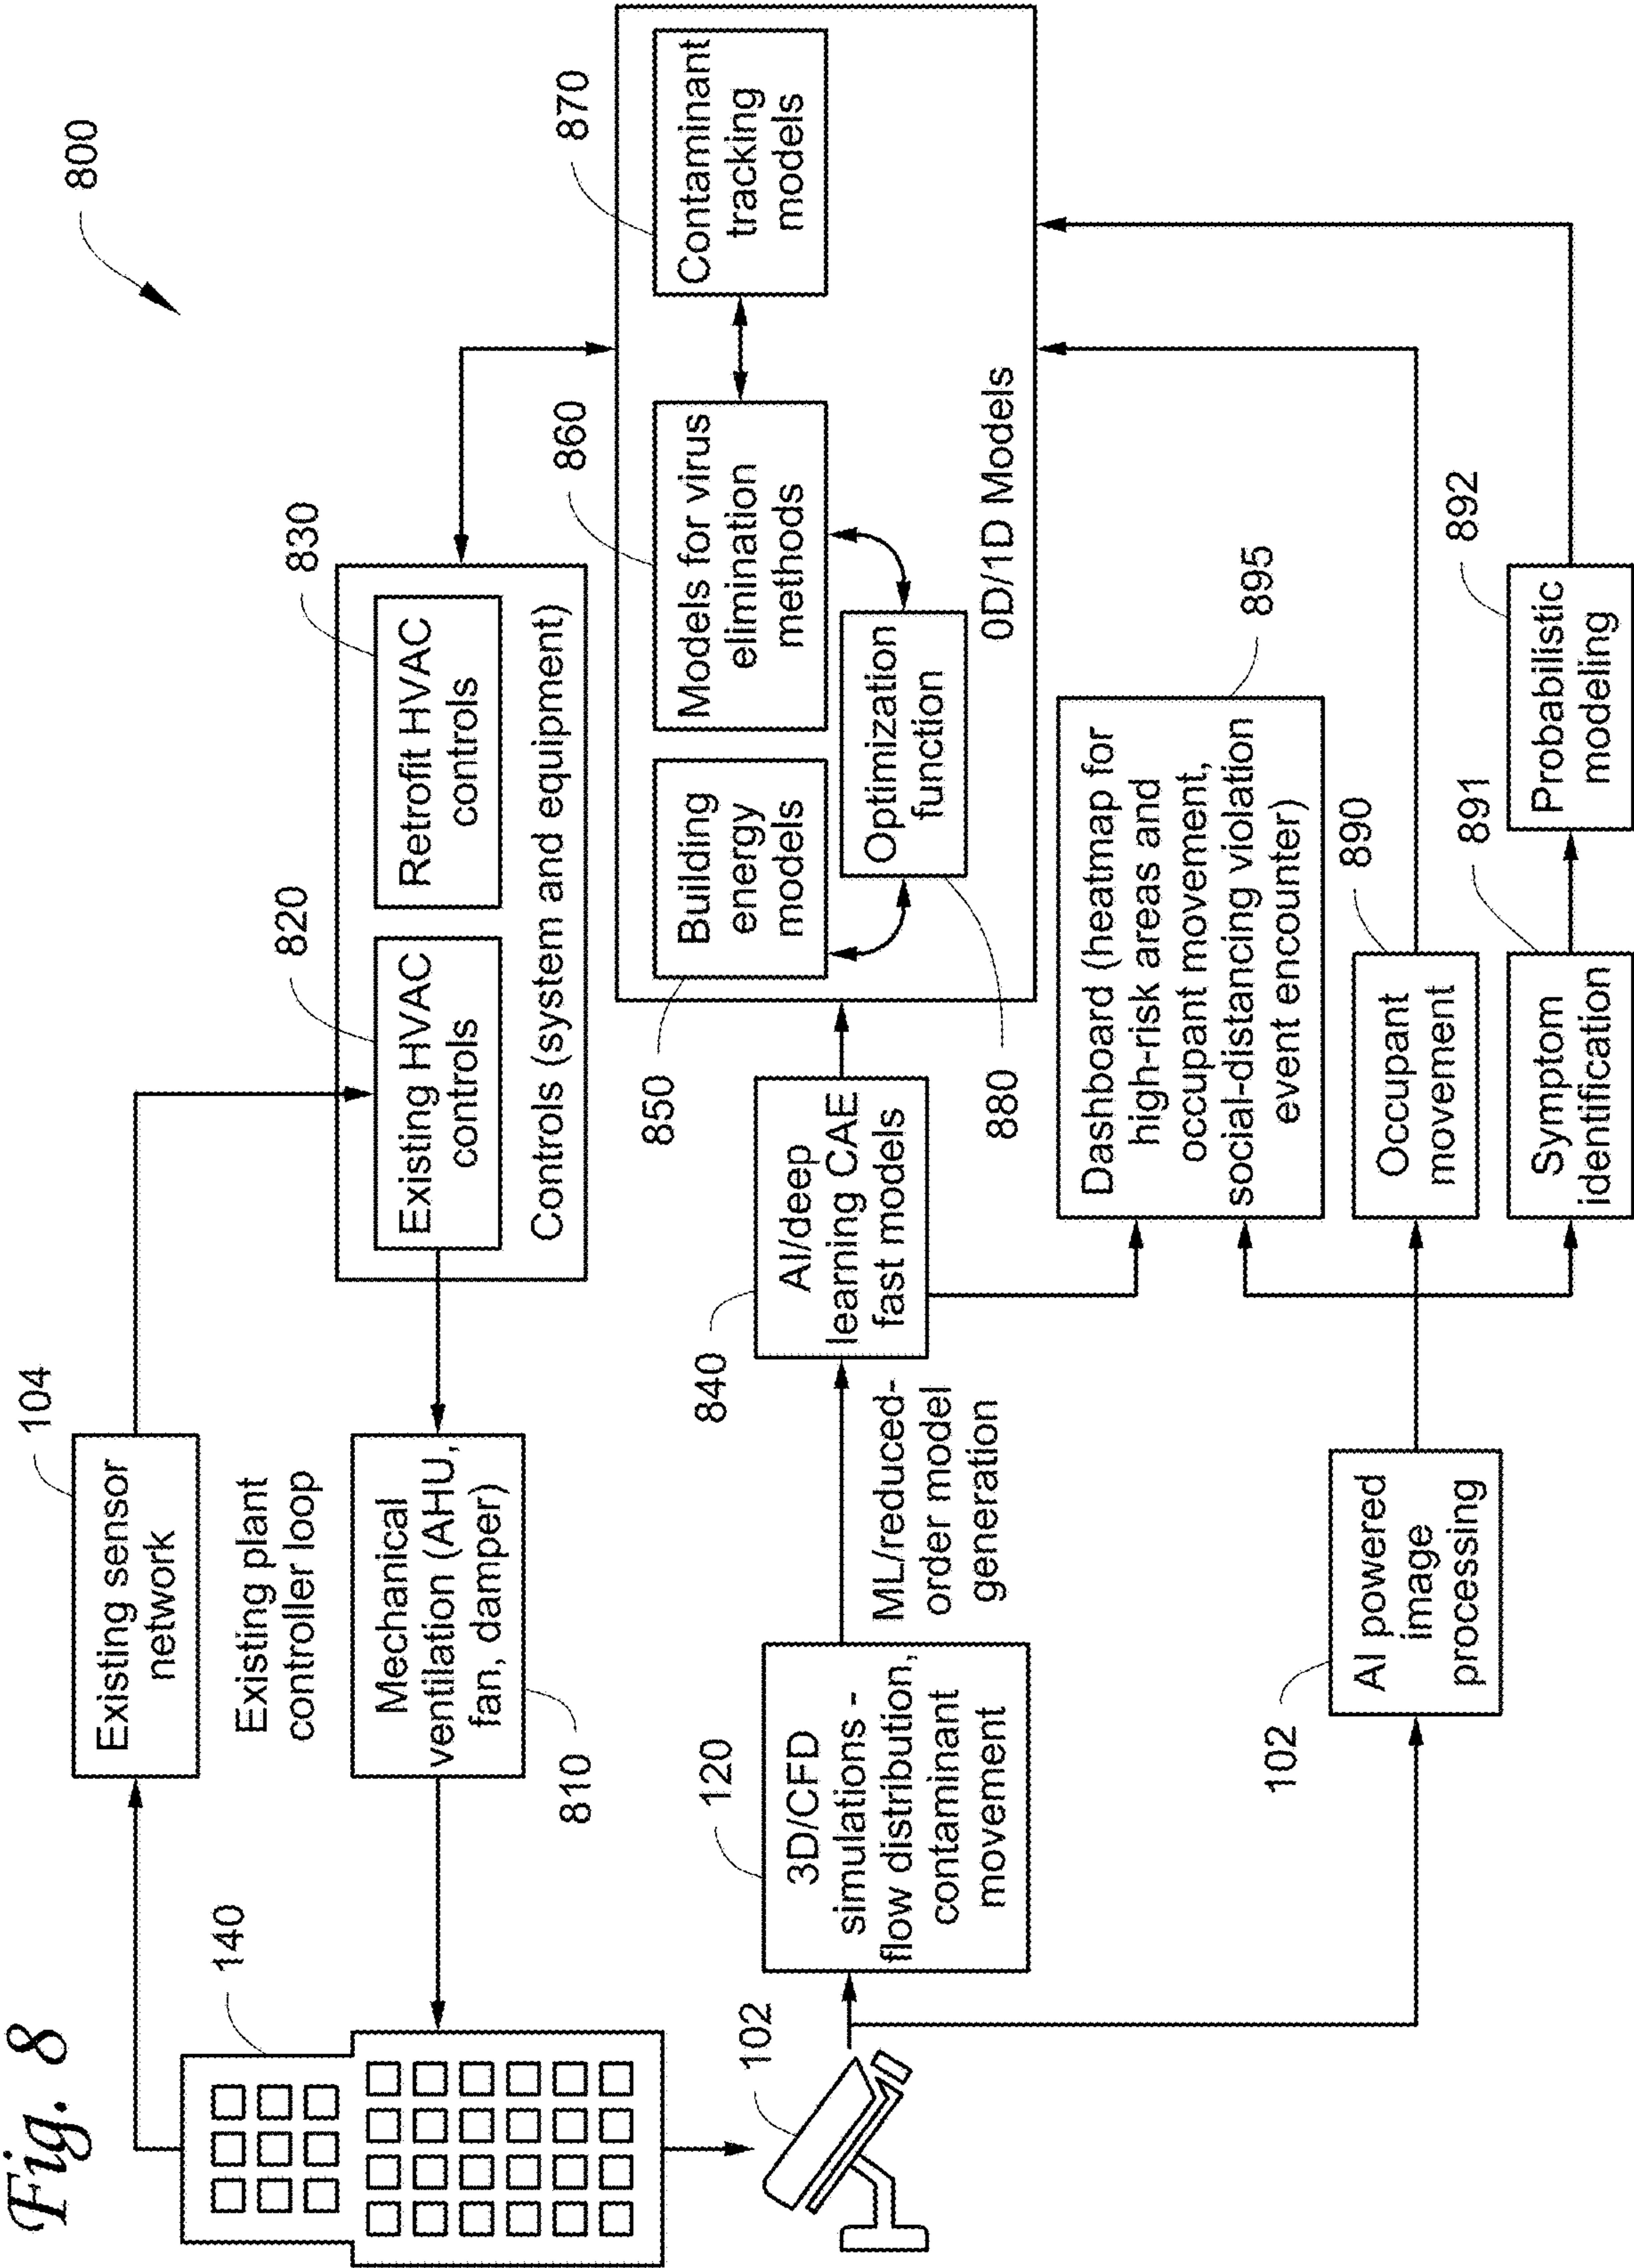 Fig. 8
800
140
104
Existing sensor
network
Existing plant
controller loop
Mechanical
ventilation (AHU,
fan, damper)
810
820
830
Existing HVAC
controls
Retrofit HVAC
controls
Controls (system and equipment)
102
120
3D/CFD
simulations -
flow distribution,
contaminant
movement
ML/reduced-
order model
generation
840
AI/deep
learning CAE
fast models
850
Building
energy
models
860
Models for virus
elimination
methods
870
Contaminant
tracking
models
880
Optimization
function
0D/1D Models
895
Dashboard (heatmap for
high-risk areas and
occupant movement,
social-distancing violation
event encounter)
102
AI powered
image
processing
890
Occupant
movement
891
Symptom
identification
892
Probabilistic
modeling